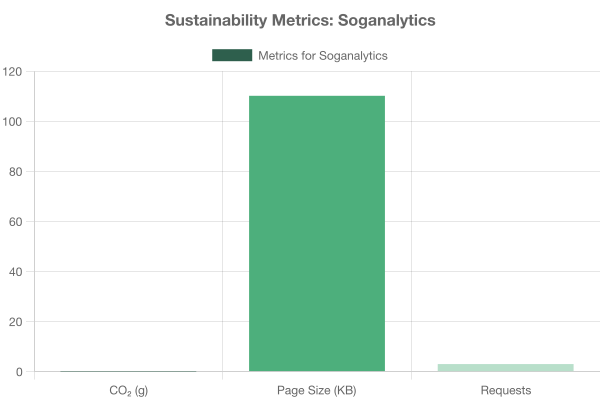 Sustainability Metrics: Soganalytics
Metrics for Soganalytics
120
100
80
60
40
20
0
CO₂ (g)
Page Size (KB)
Requests